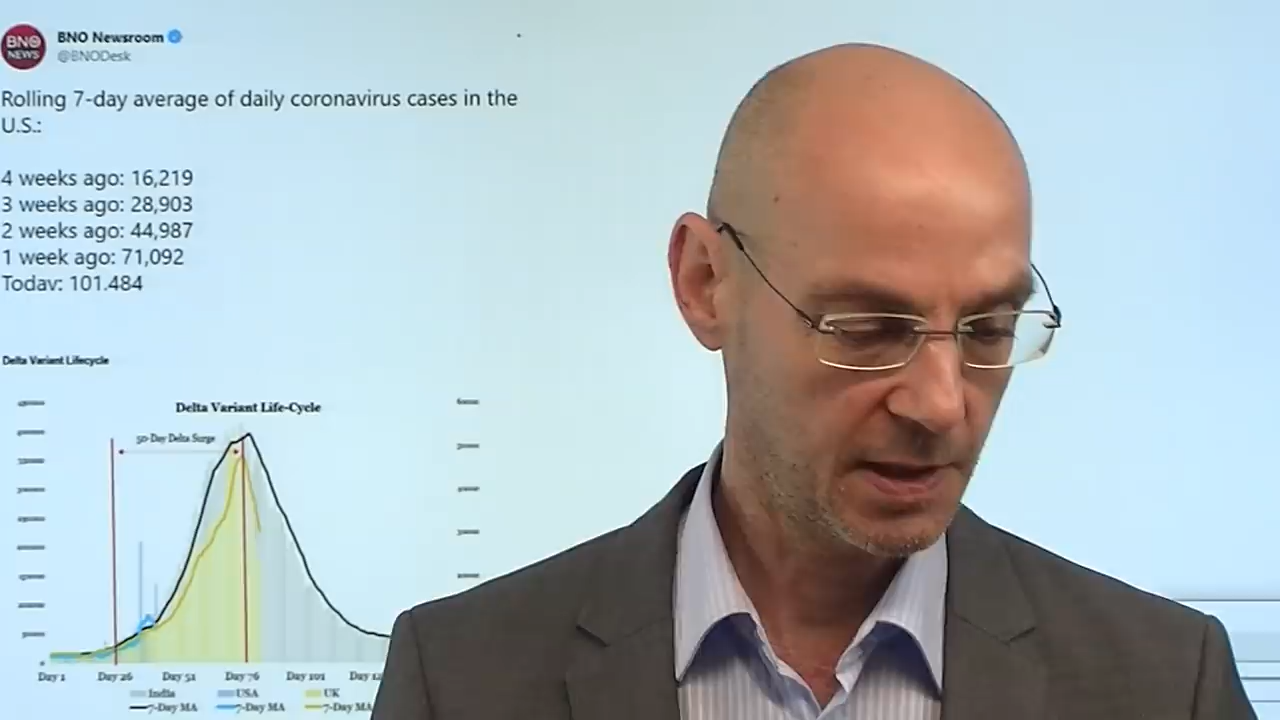 BNO Newsroom
BNO
NEWS
@BNODesk
Rolling 7-day average of daily coronavirus cases in the
U.S.:
4 weeks ago: 16,219
3 weeks ago: 28,903
2 weeks ago: 44,987
1 week ago: 71,092
Today: 101.484
Delta Variant Lifecycle
Delta Variant Life-Cycle
50-Day Delta Surge
Day 1 Day 26 Day 51 Day 76 Day 101
India USA UK
7-Day MA 7-Day MA 7-Day MA